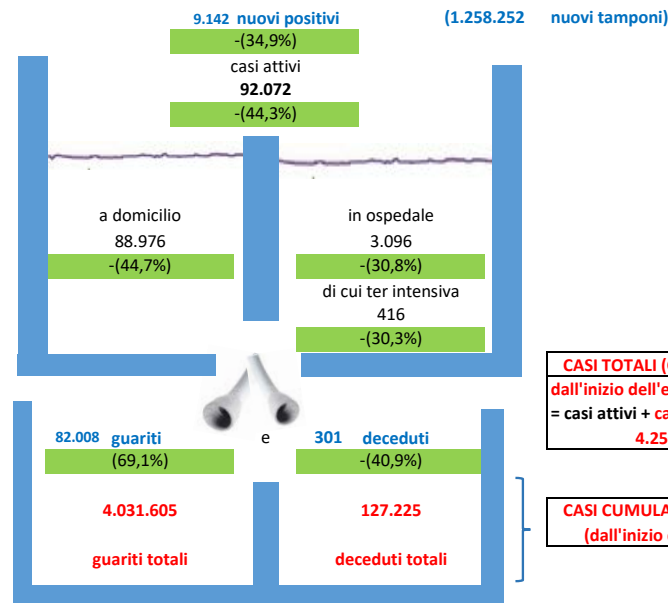 9.142 nuovi positivi (1.258.252 nuovi tamponi)
-(34,9%)
casi attivi
92.072
-(44,3%)
a domicilio in ospedale
88.976 3.096
-(44,7%) -(30,8%)
di cui ter intensiva
416
-(30,3%)
CASI TOTALI
dall'inizio dell'e
= casi attivi +
4.25
82.008 guariti e 301 deceduti
(69,1%) -(40,9%)
4.031.605 127.225
CASI CUMULA
(dall'inizio
guariti totali deceduti totali